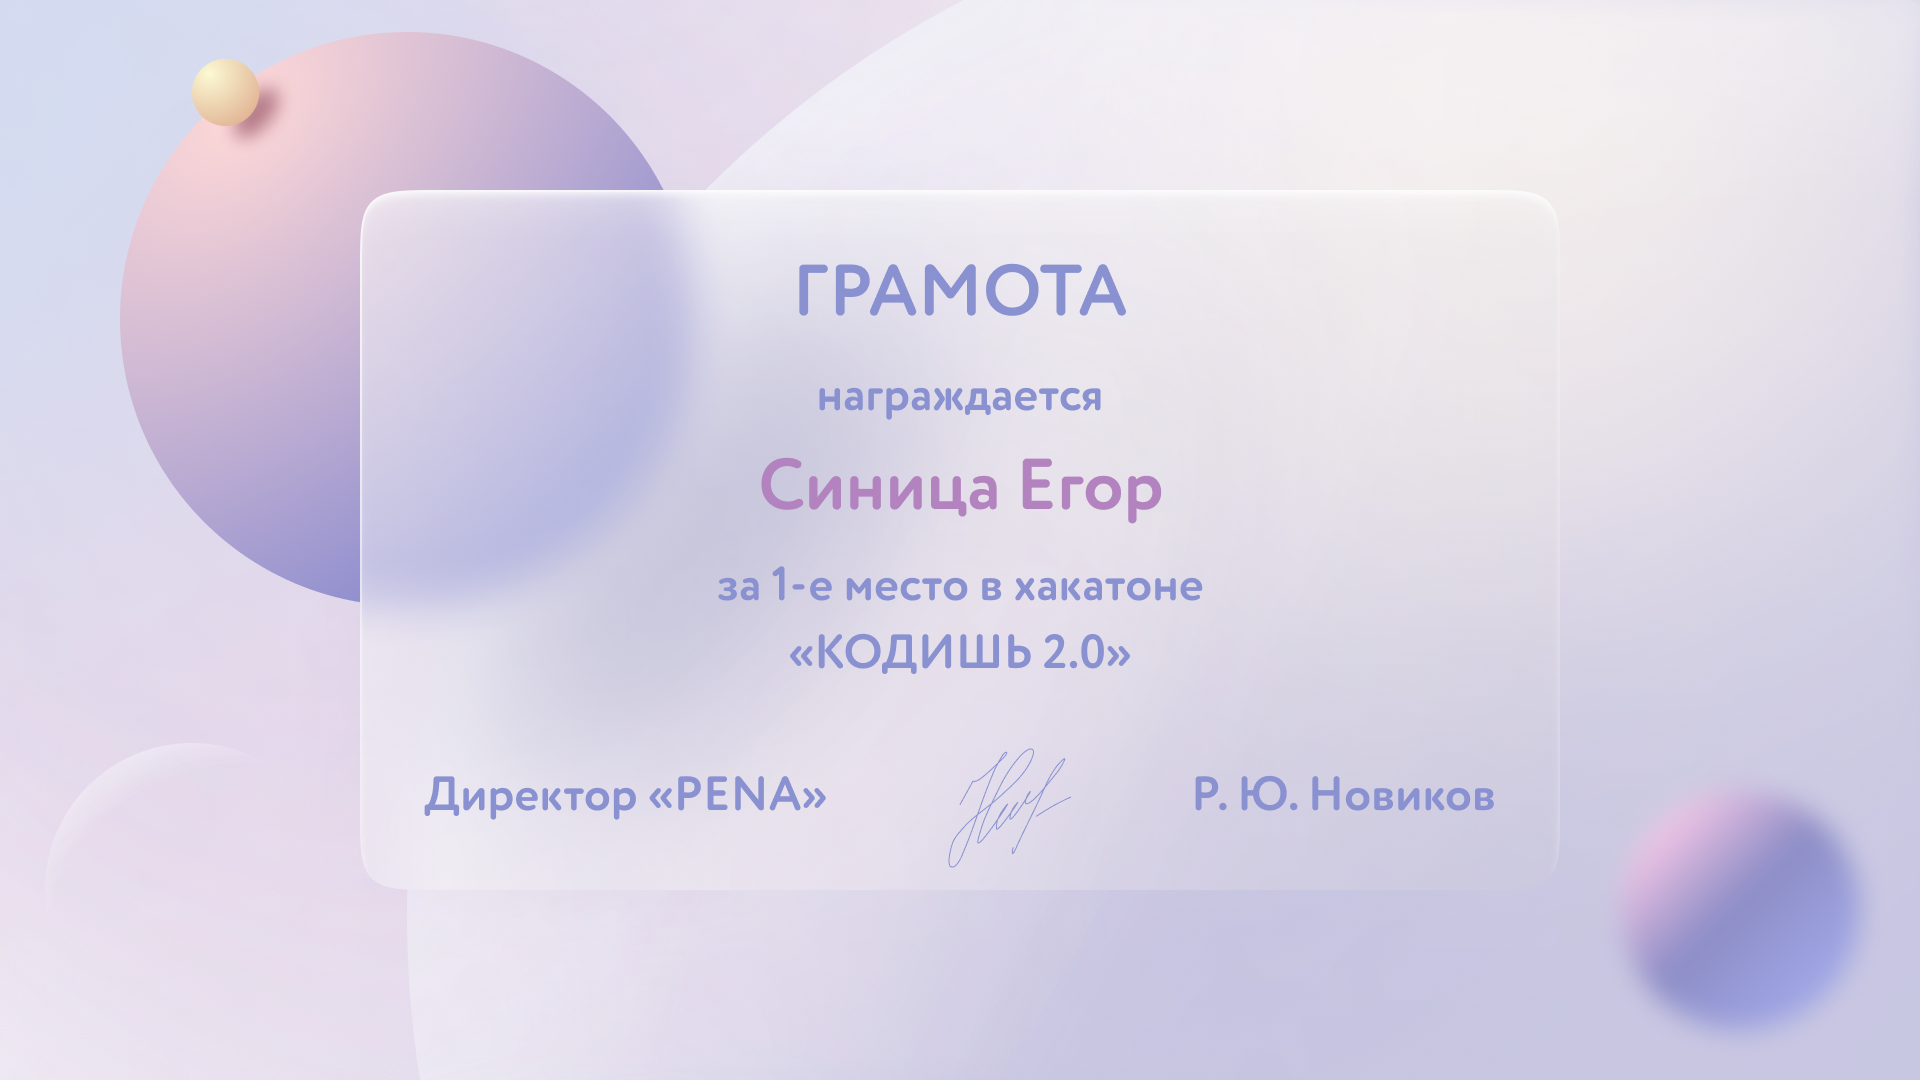 ГРАМОТА
награждается
Синица Егор
за 1-е место в хакатоне
«КОДИШЬ 2.0»
Директор «PENA»
Р. Ю. Новиков